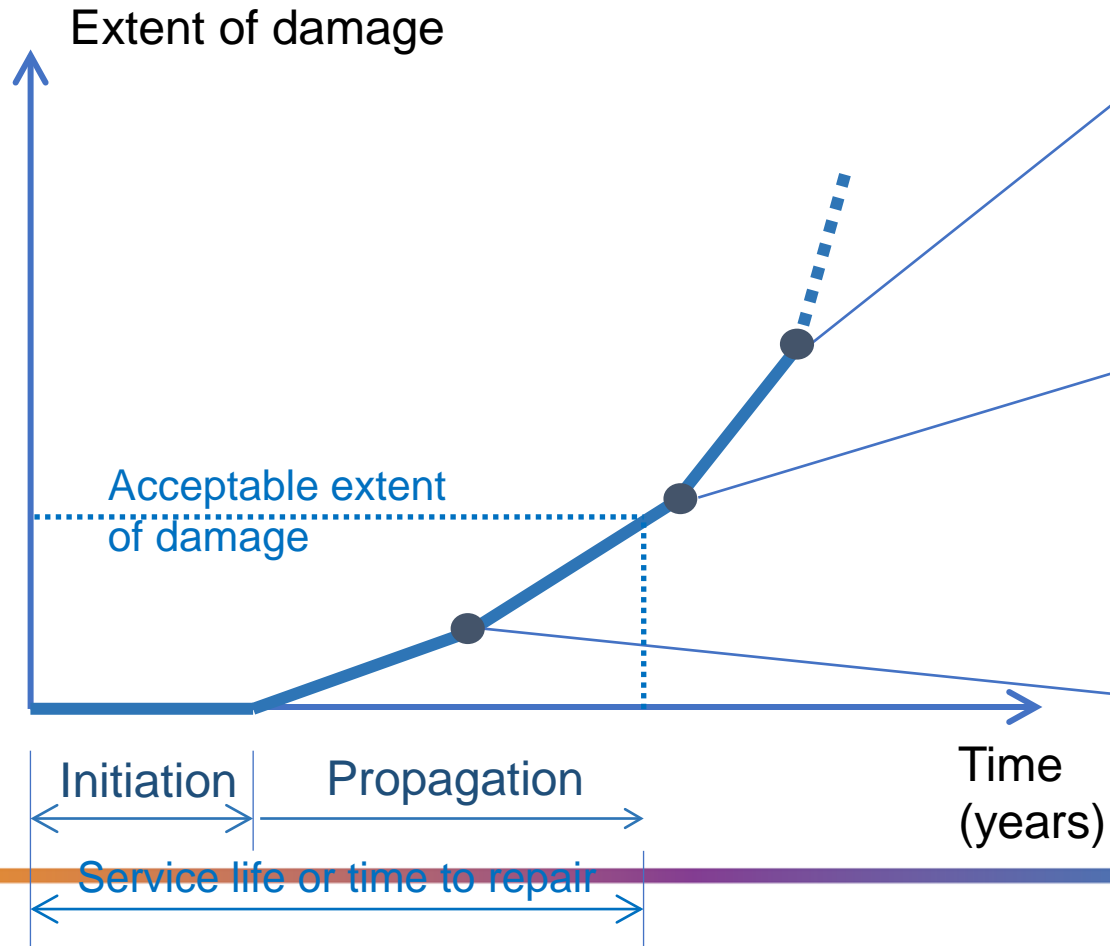 Extent of damage
Acceptable extent
of damage
Time
(years)
Initiation
Propagation
Service life or time to repair